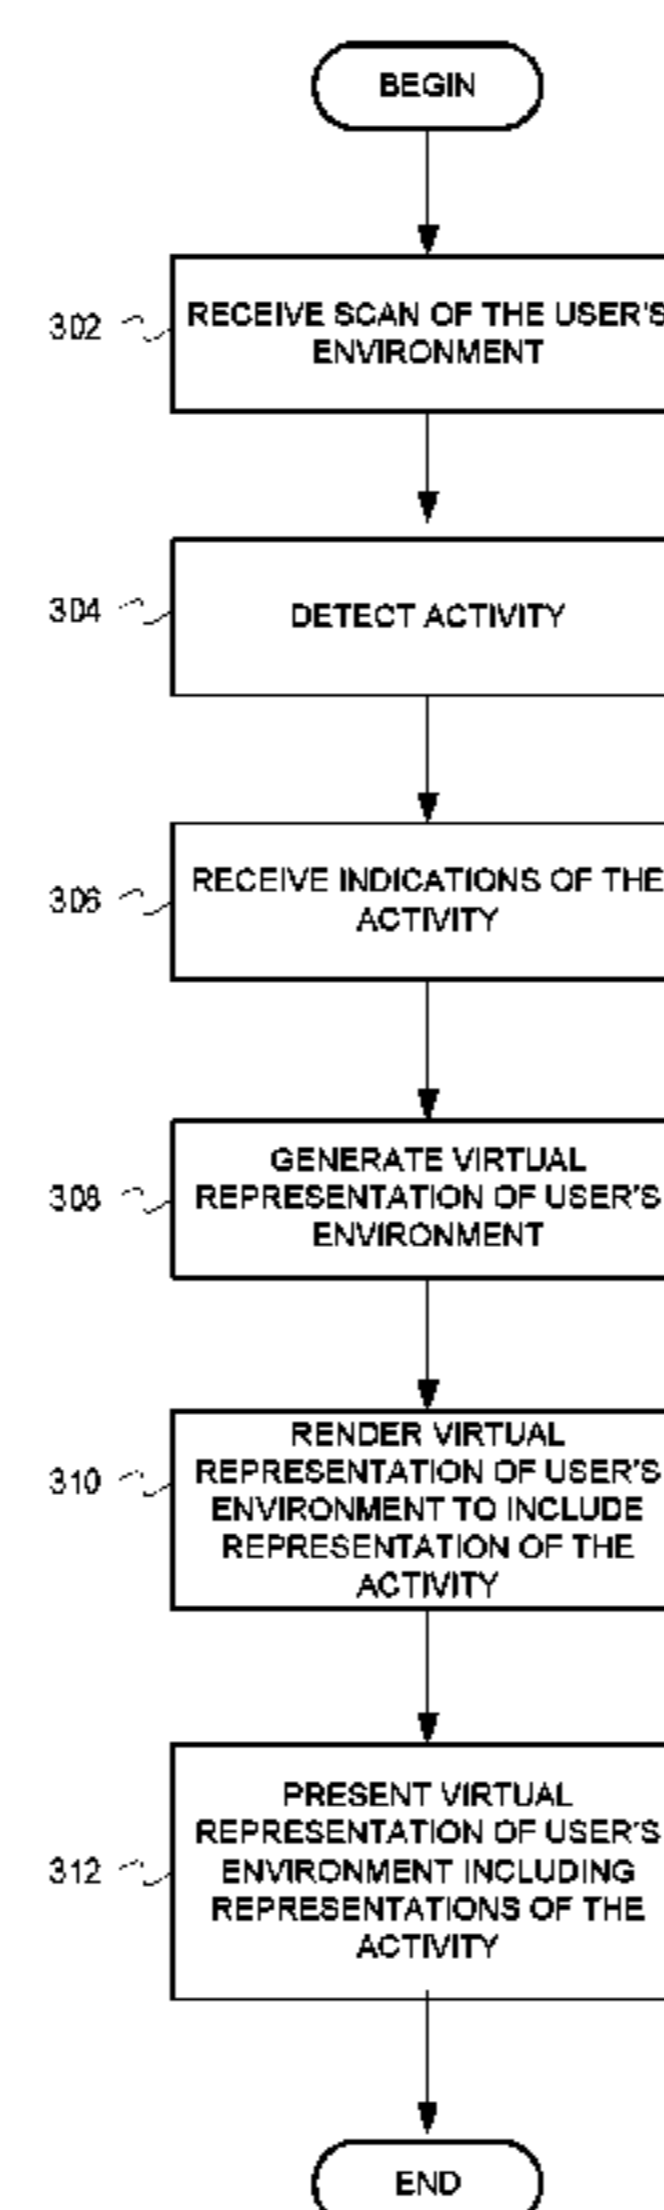 BEGIN
302
RECEIVE SCAN OF THE USER'S
ENVIRONMENT
304
DETECT ACTIVITY
306
RECEIVE INDICATIONS OF THE
ACTIVITY
308
GENERATE VIRTUAL
REPRESENTATION OF USER'S
ENVIRONMENT
310
RENDER VIRTUAL
REPRESENTATION OF USER'S
ENVIRONMENT TO INCLUDE
REPRESENTATION OF THE
ACTIVITY
312
PRESENT VIRTUAL
REPRESENTATION OF USER'S
ENVIRONMENT INCLUDING
REPRESENTATIONS OF THE
ACTIVITY
END